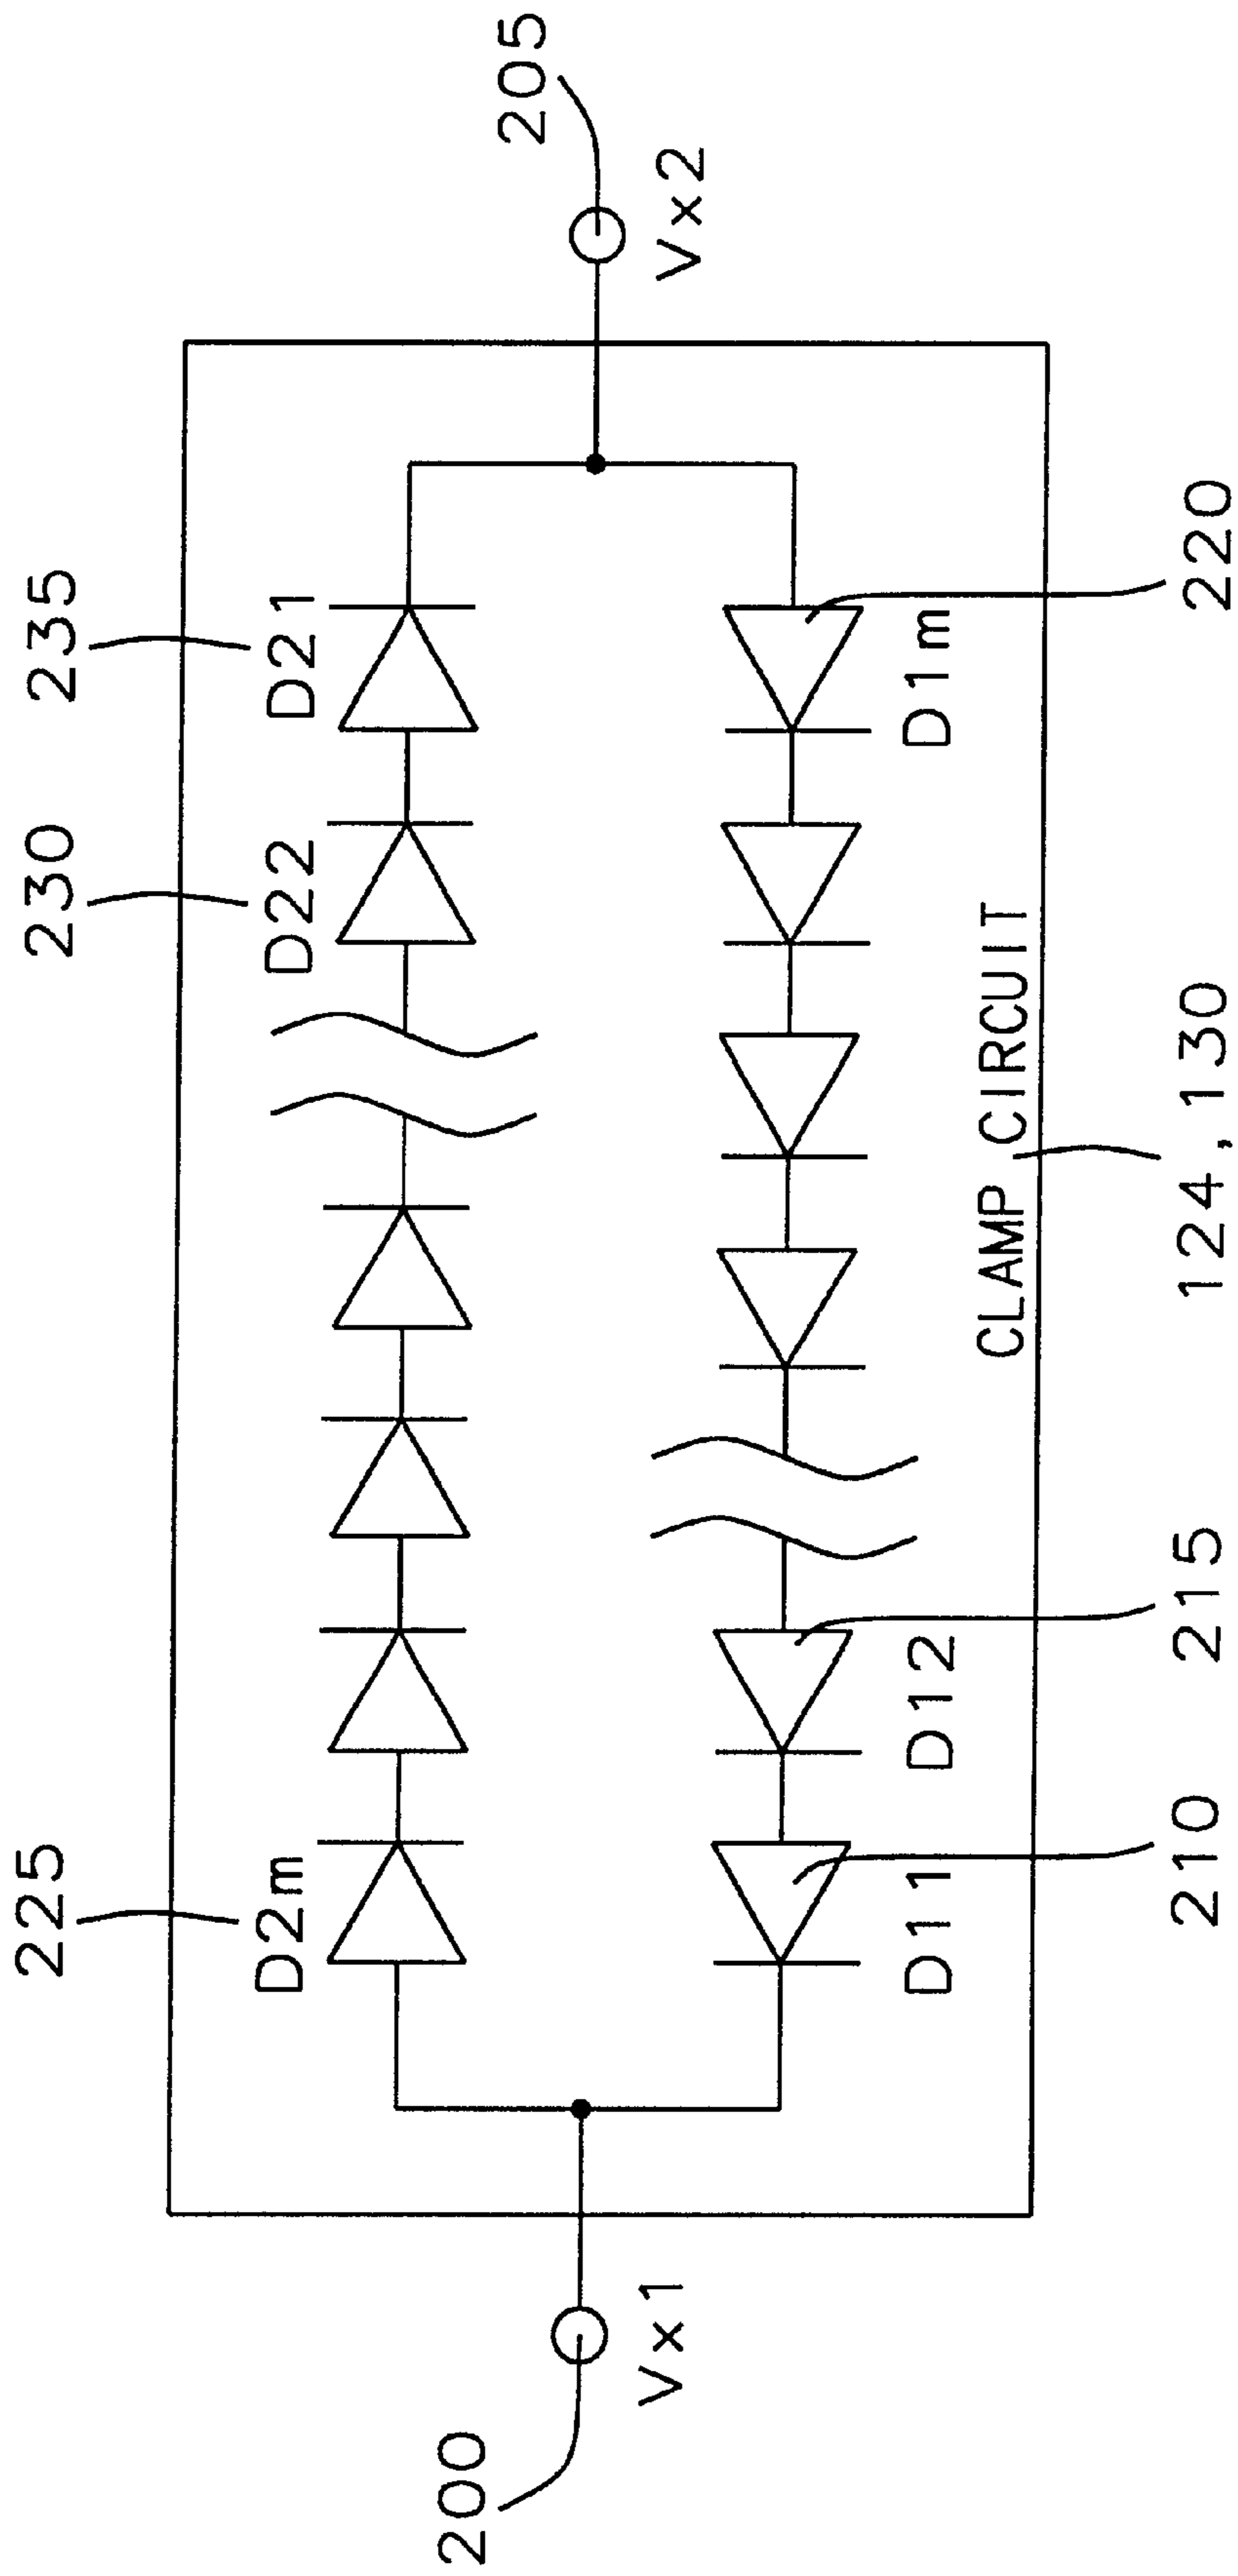 225
230
235
D2m
D22
D21
200
Vx1
205
Vx2
D11
D12
D1m
CLAMP CIRCUIT
210
215
124,130
220